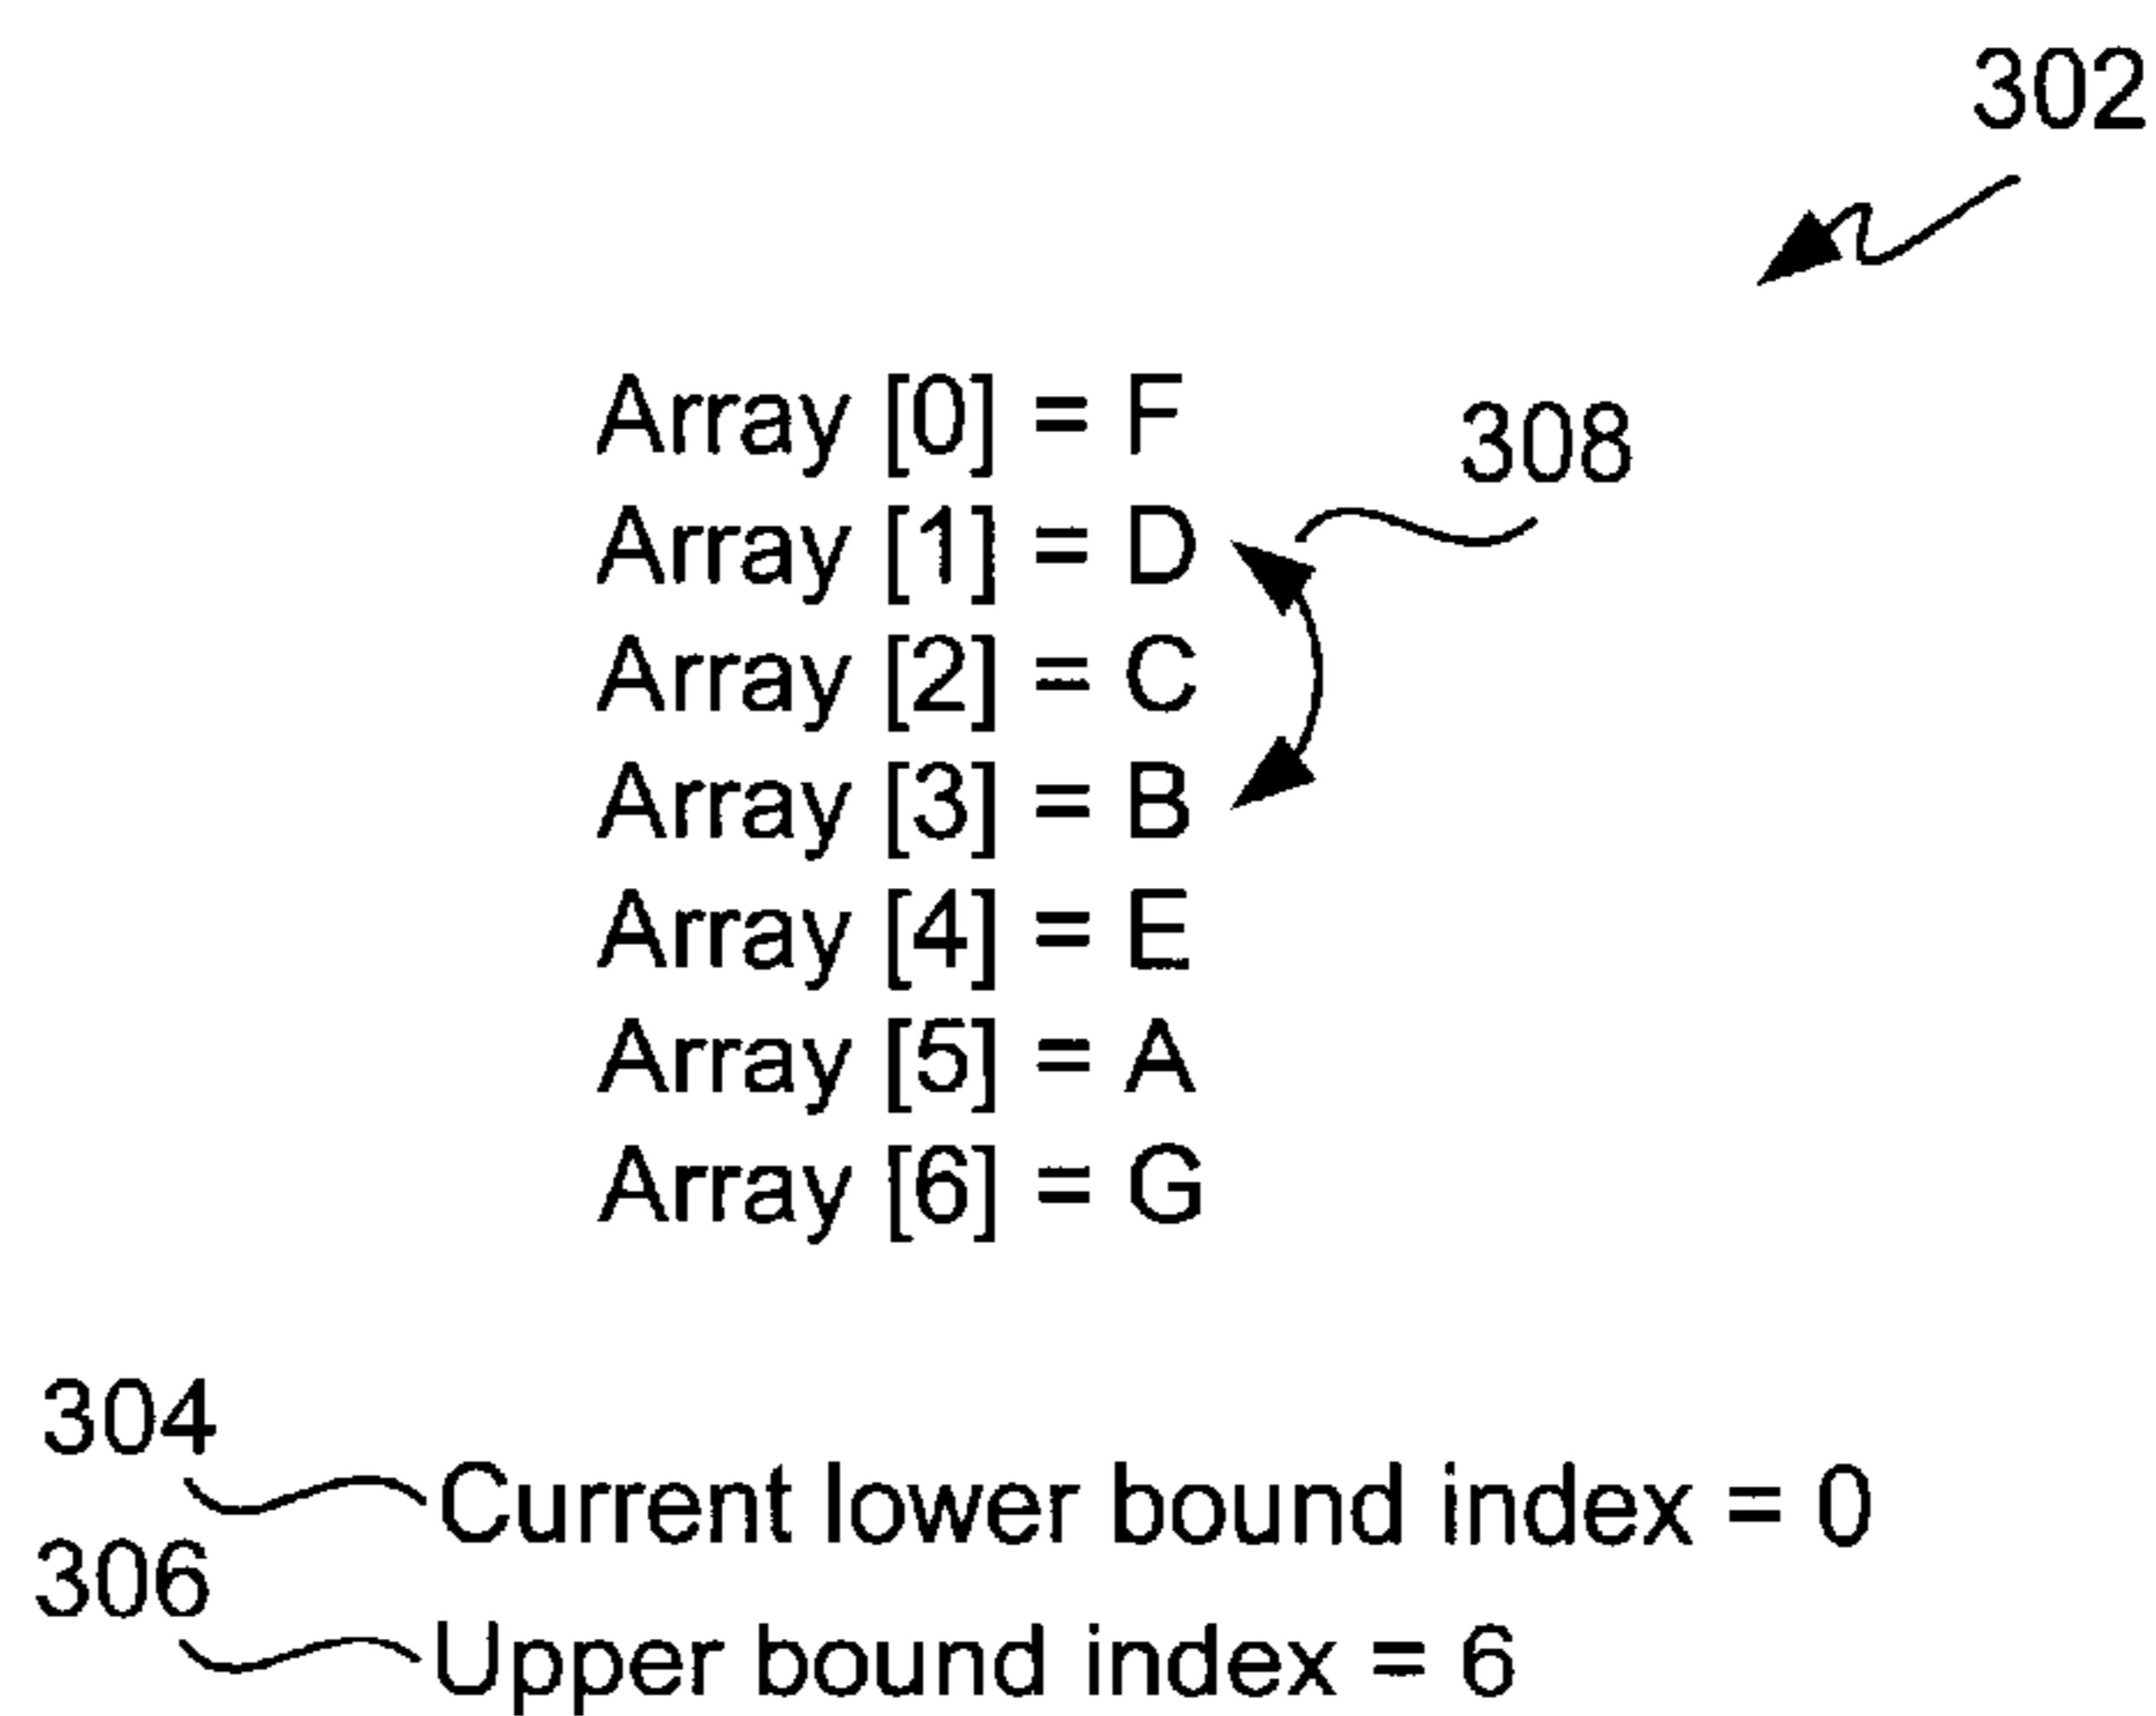 302
Array [0] = F
308
Array [1] = D
Array [2] = C
Array [3] = B
Array [4] = E
Array [5] = A
Array [6] = G
304
Current lower bound index = 0
306
Upper bound index = 6